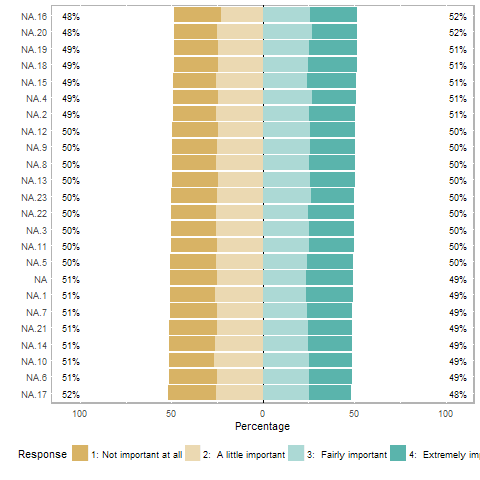 NA.16 48% 52%
NA.20 48% 52%
NA.19 49% 51%
NA.18 49% 51%
NA.15 49% 51%
NA.4 49% 51%
NA.2 49% 51%
NA.12 50% 50%
NA.9 50% 50%
NA.8 50% 50%
NA.13 50% 50%
NA.23 50% 50%
NA.22 50% 50%
NA.3 50% 50%
NA.11 50% 50%
NA.5 50% 50%
NA 51% 49%
NA.1 51% 49%
NA.7 51% 49%
NA.21 51% 49%
NA.14 51% 49%
NA.10 51% 49%
NA.6 51% 49%
NA.17 52% 48%
100 50 0 50 100
Percentage
Response 1: Not important at all 2: A little important 3: Fairly important 4: Extremely im